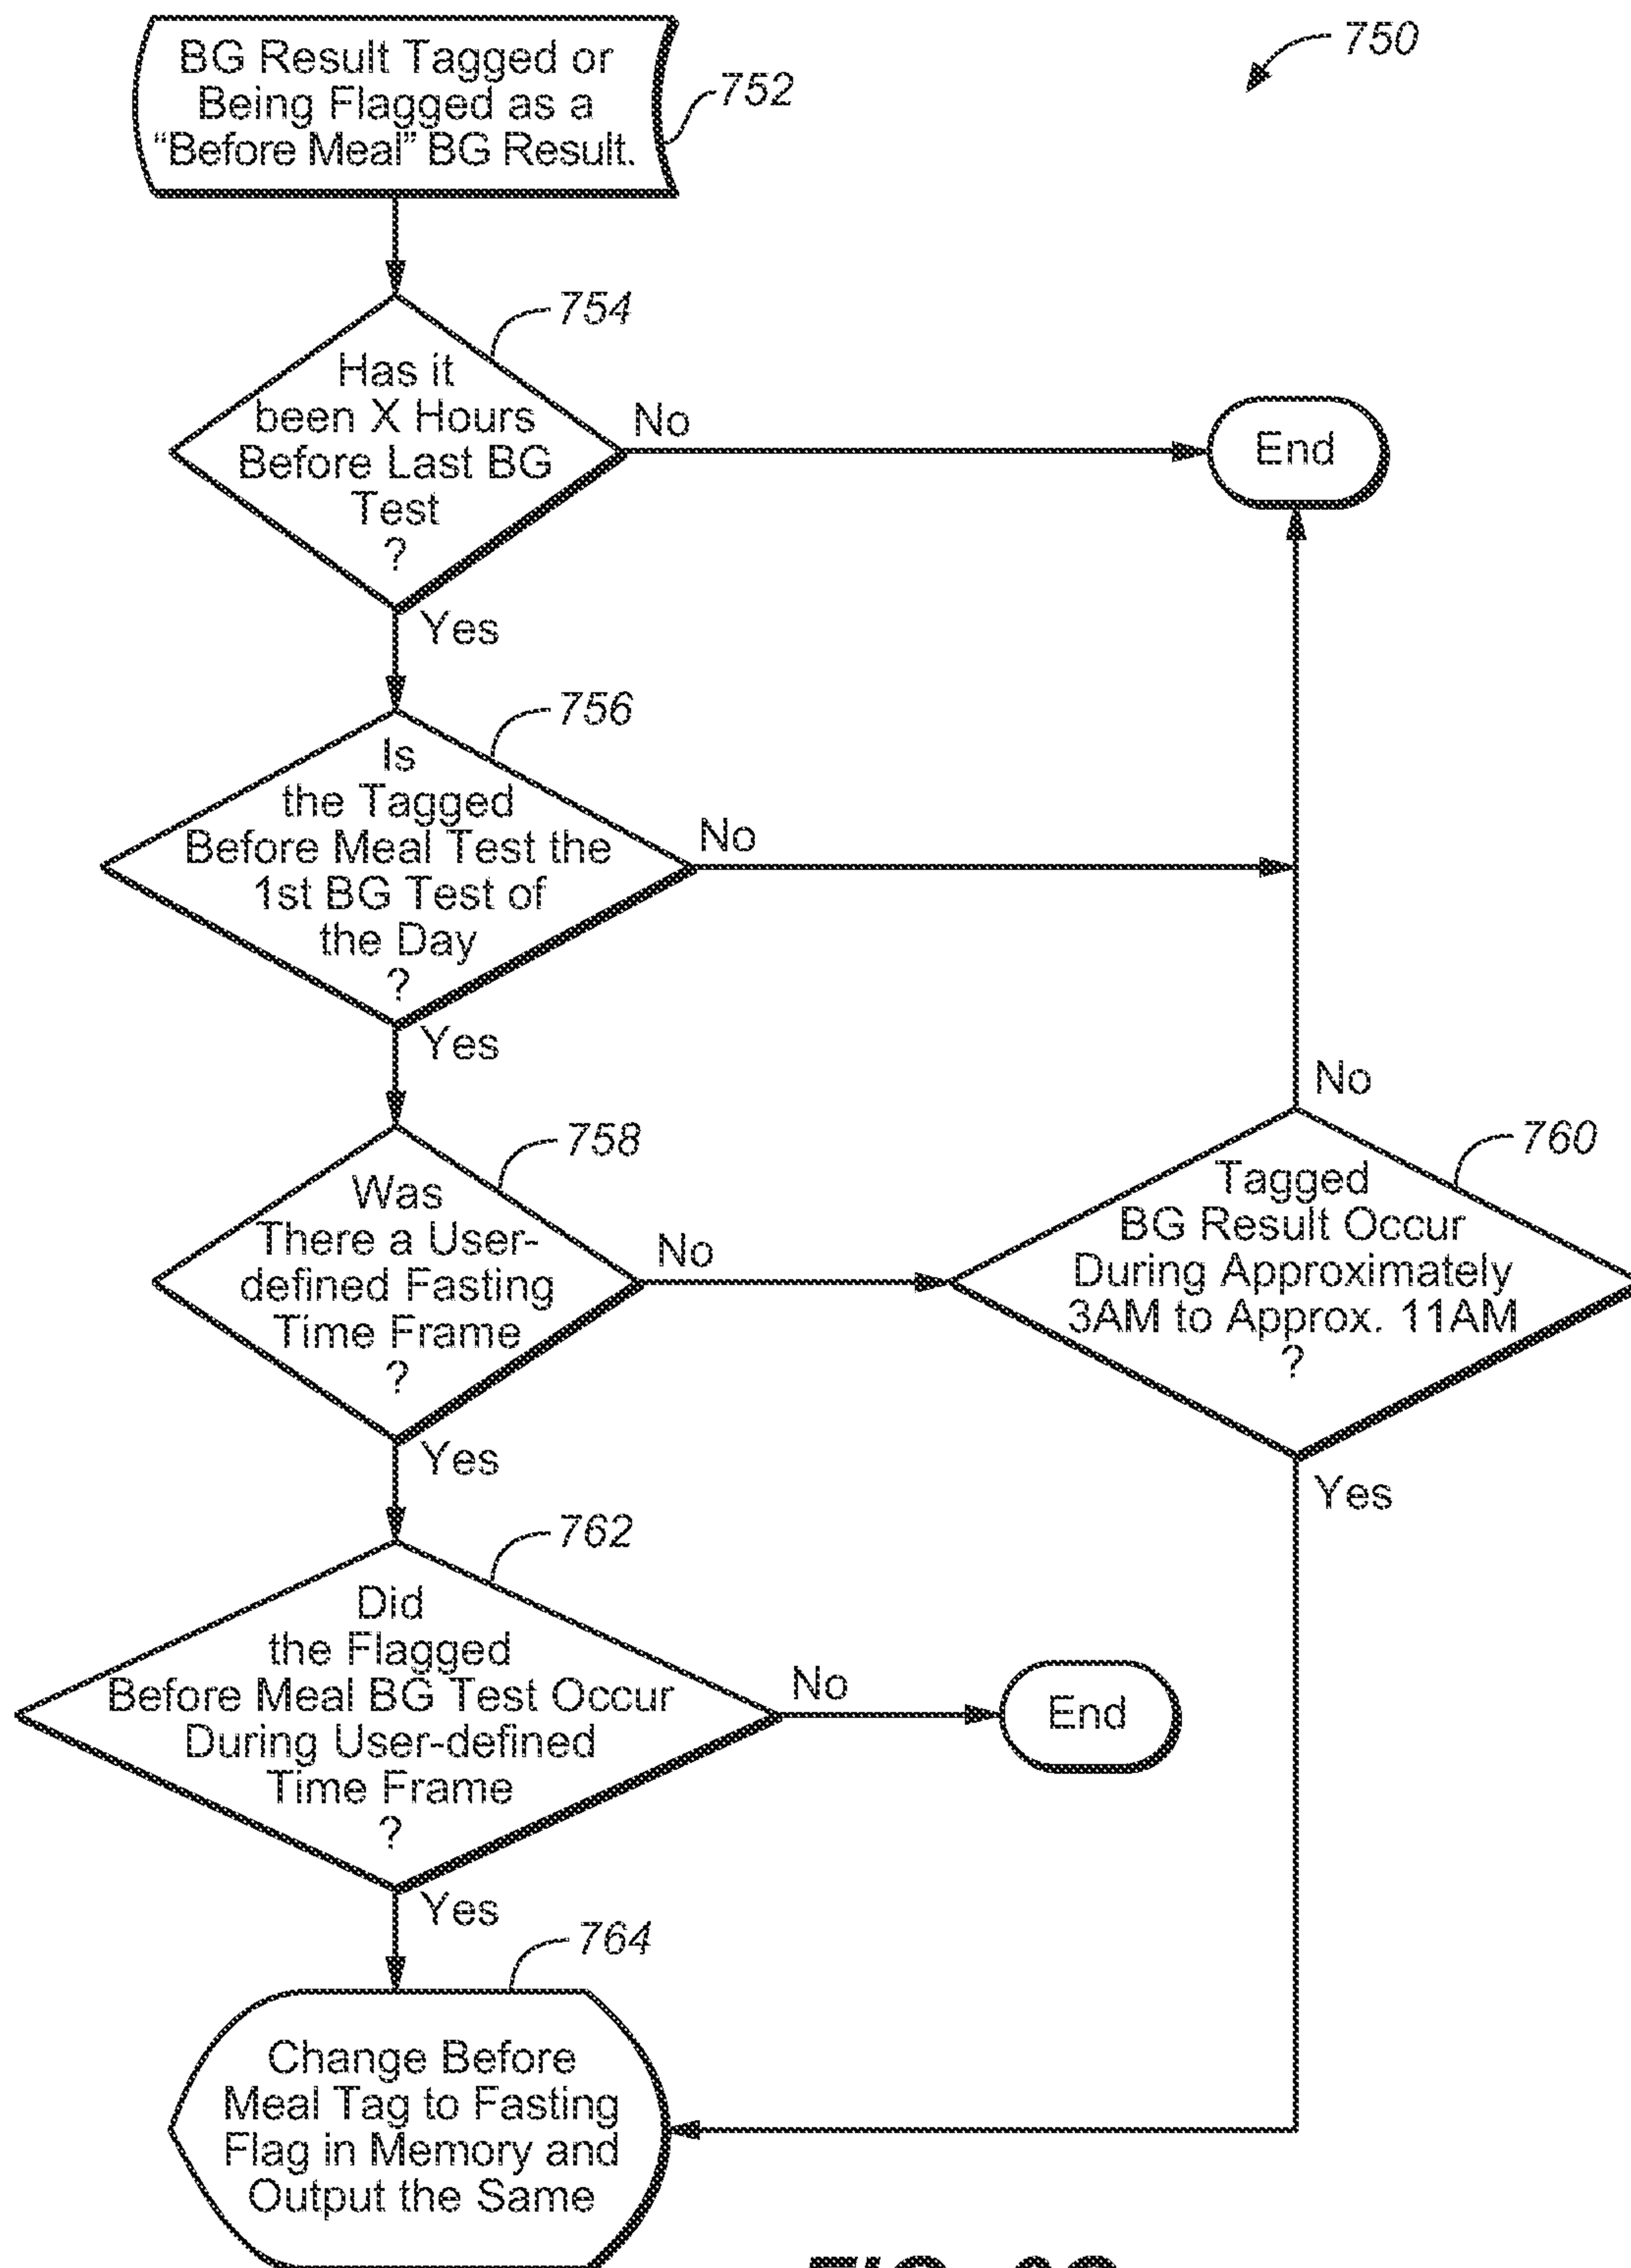 750
BG Result Tagged or
Being Flagged as a
“Before Meal” BG Result.
752
754
Has it
been X Hours
Before Last BG
Test
?
No
End
Yes
756
Is
the Tagged
Before Meal Test the
1st BG Test of
the Day
?
No
Yes
758
Was
There a User-
defined Fasting
Time Frame
?
No
Yes
No
760
Tagged
BG Result Occur
During Approximately
3AM to Approx. 11AM
?
Yes
762
Did
the Flagged
Before Meal BG Test Occur
During User-defined
Time Frame
?
No
End
Yes
764
Change Before
Meal Tag to Fasting
Flag in Memory and
Output the Same